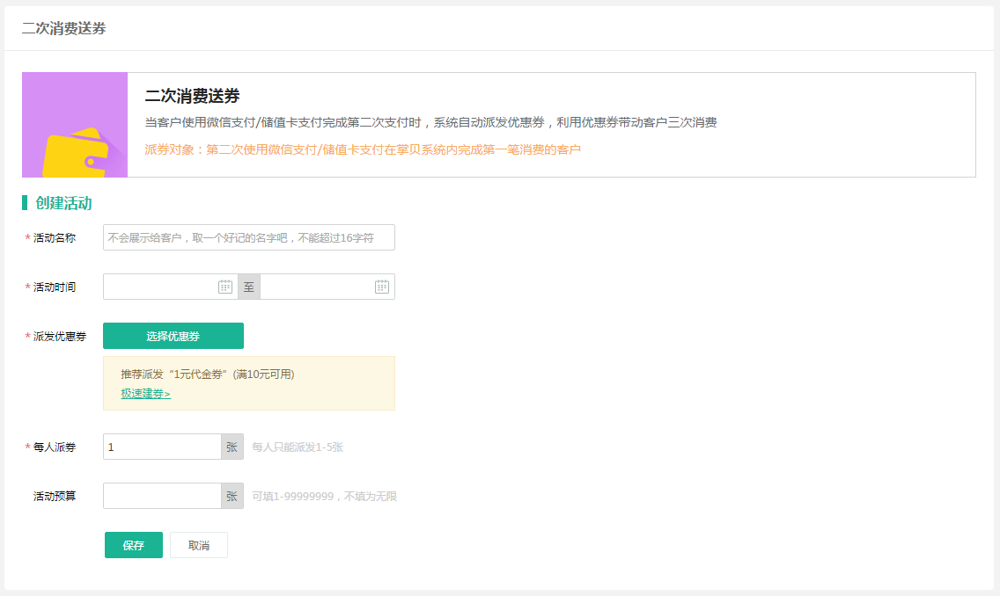 二次消费送券
二次消费送券
当客户使用微信支付/储值卡支付完成第二次支付时，系统自动派发优惠券，利用优惠券带动客户三次消费
派券对象：第二次使用微信支付/储值卡支付在掌贝系统内完成第一笔消费的客户
创建活动
* 活动名称 不会展示给客户，取一个好记的名字吧，不能超过16字符
* 活动时间 至
* 派发优惠券 选择优惠券
推荐派发“1元代金券”(满10元可用)
极速建券>
* 每人派券 1 张 每人只能派发1-5张
活动预算 张 可填1-99999999，不填为无限
保存 取消